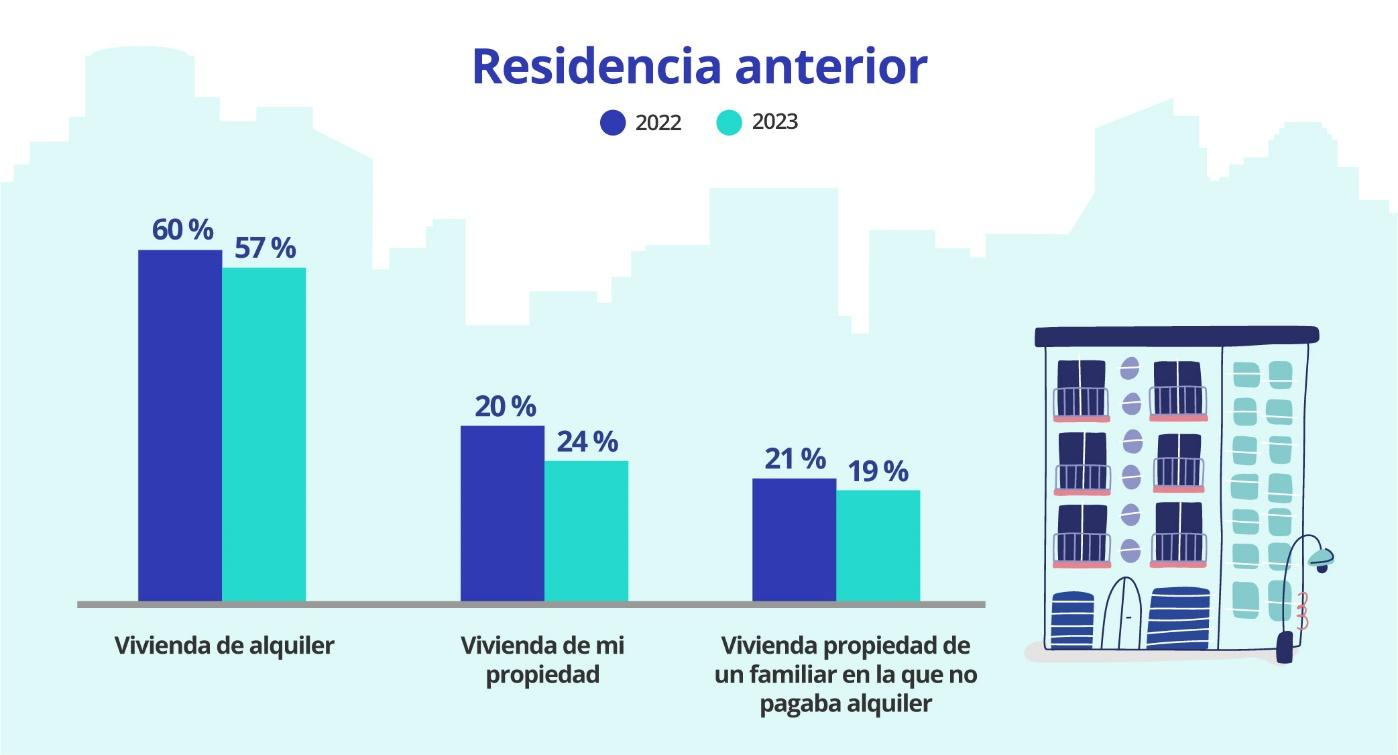 Residencia anterior
2022 2023
60 % 57 %
20 % 24 %
21 % 19 %
Vivienda de alquiler
Vivienda de mi
propiedad
Vivienda propiedad de
un familiar en la que no
pagaba alquiler